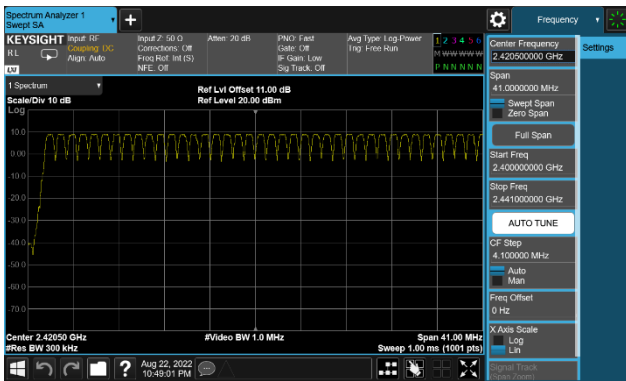 Spectrum Analyzer 1
Swept SA
Frequency
KEYSIGHT
RL
LXI
Input: RF
Coupling: DC
Align: Auto
Input Z: 50 Ω
Corrections: Off
Freq Ref: Int (S)
NFE: Off
Atten: 20 dB
PNO: Fast
Gate: Off
IF Gain: Low
Sig Track: Off
Avg Type: Log-Power
Trig: Free Run
1 2 3 4 5 6
M W W W W W
P N N N N N
1 Spectrum
Scale/Div 10 dB
Log
Ref Lvl Offset 11.00 dB
Ref Level 20.00 dBm
10.0
0.00
-10.0
-20.0
-30.0
-40.0
-50.0
-60.0
-70.0
Center 2.42050 GHz
#Res BW 300 kHz
#Video BW 1.0 MHz
Span 41.00 MHz
Sweep 1.00 ms (1001 pts)
Aug 22, 2022
10:49:01 PM
Center Frequency
2.420500000 GHz
Settings
Span
41.0000000 MHz
Swept Span
Zero Span
Full Span
Start Freq
2.400000000 GHz
Stop Freq
2.441000000 GHz
AUTO TUNE
CF Step
4.100000 MHz
Auto
Man
Freq Offset
0 Hz
X Axis Scale
Log
Lin
Signal Track
(Span Zoom)